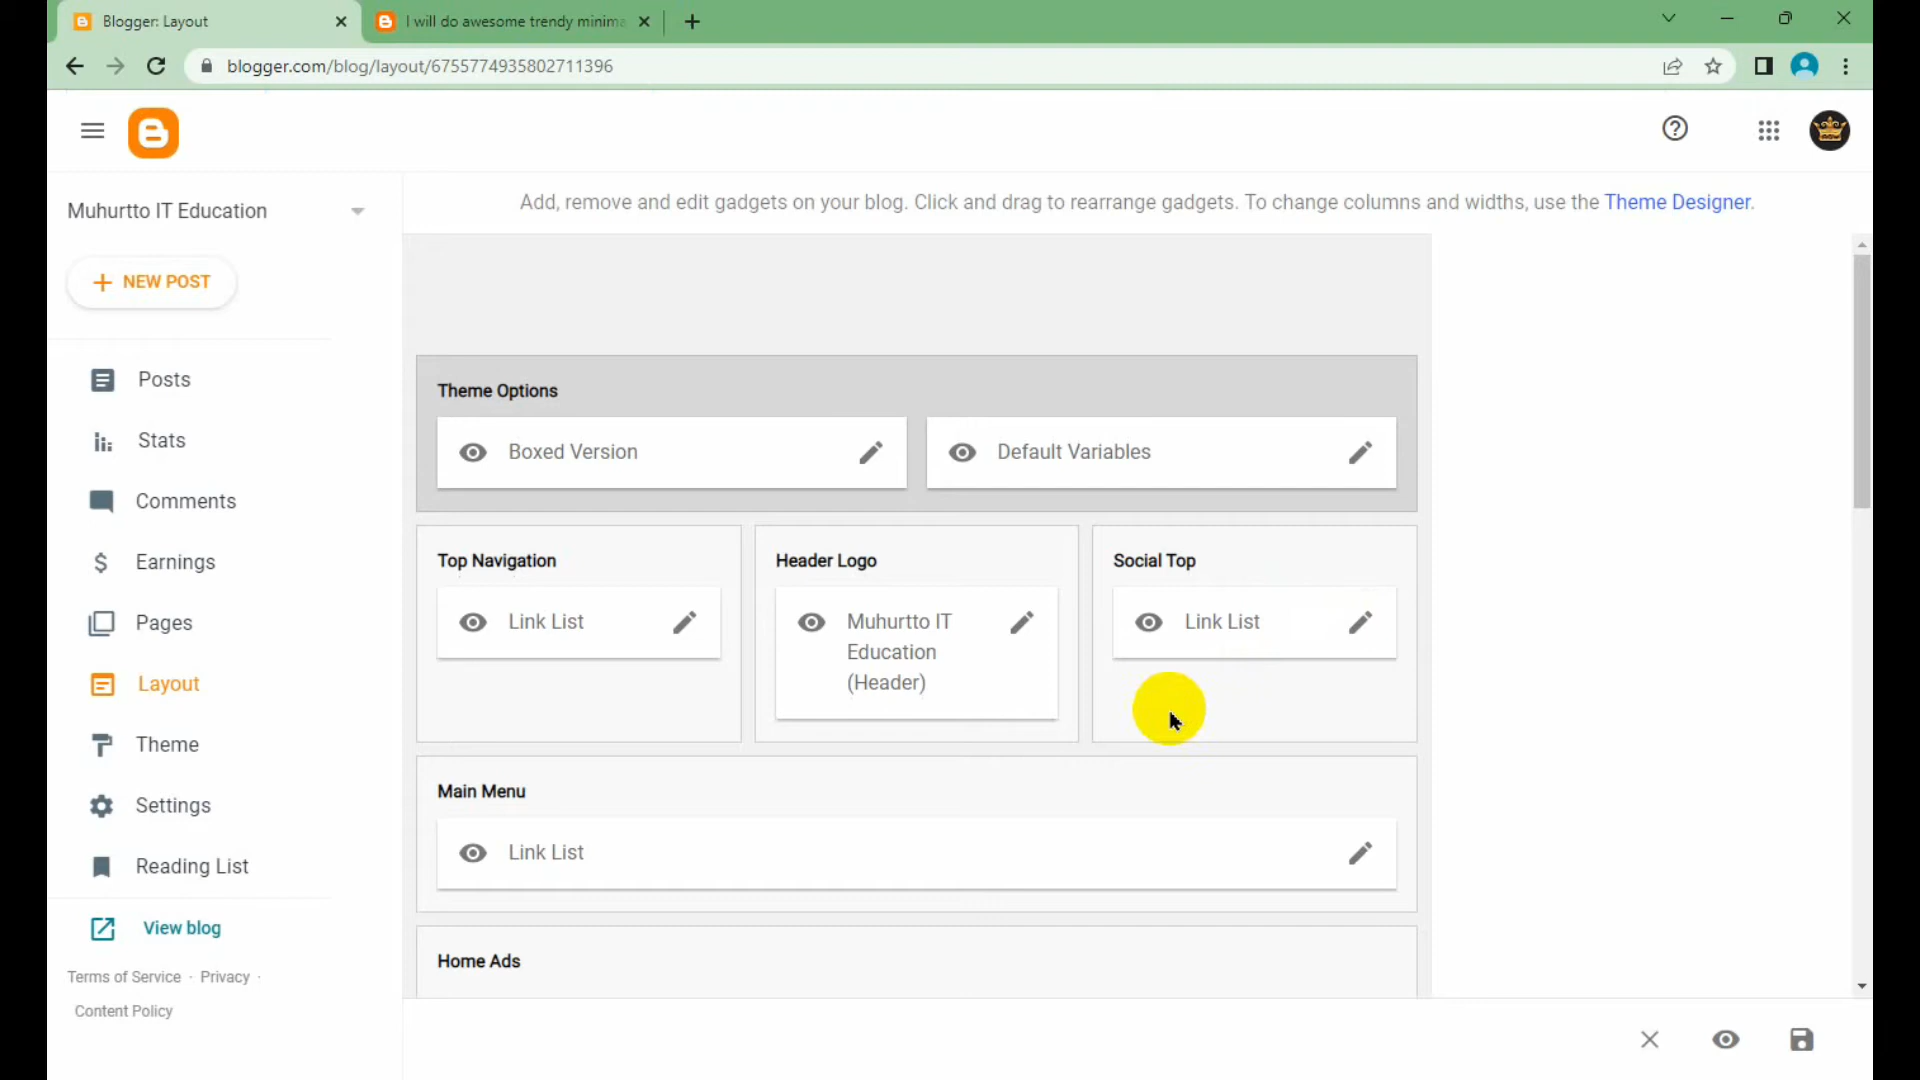 Blogger: Layout
I will do awesome trendy minima
blogger.com/blog/layout/6755774935802711396
Muhurtto IT Education
NEW POST
Posts
Stats
Comments
Earnings
Pages
Layout
Theme
Settings
Reading List
View blog
Terms of Service · Privacy ·
Content Policy
Add, remove and edit gadgets on your blog. Click and drag to rearrange gadgets. To change columns and widths, use the Theme Designer.
Theme Options
Boxed Version
Default Variables
Top Navigation
Link List
Header Logo
Muhurtto IT
Education
(Header)
Social Top
Link List
Main Menu
Link List
Home Ads